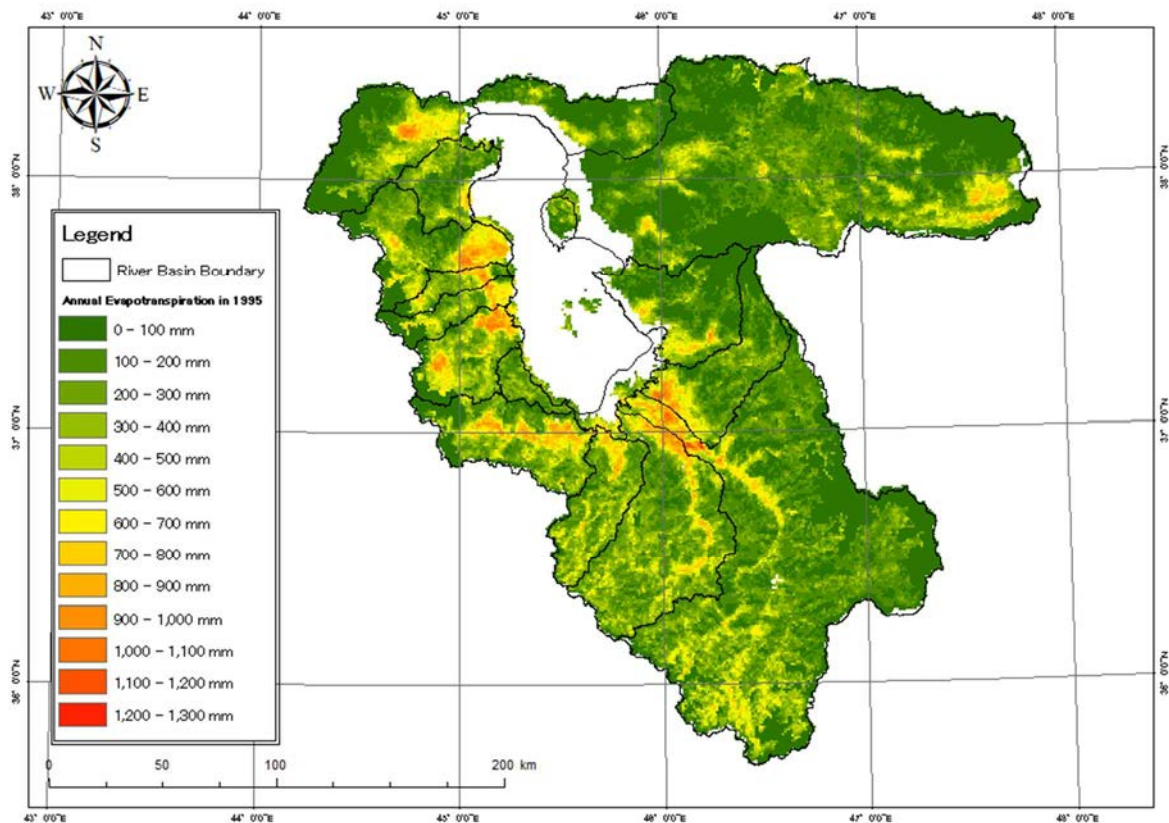 43° 0'0"E
44° 0'0"E
45° 0'0"E
46° 0'0"E
47° 0'0"E
48° 0'0"E
N
W E
S
38° 0'0"N
38° 0'0"N
37° 0'0"N
37° 0'0"N
36° 0'0"N
36° 0'0"N
Legend
River Basin Boundary
Annual Evapotranspiration in 1995
0 - 100 mm
100 - 200 mm
200 - 300 mm
300 - 400 mm
400 - 500 mm
500 - 600 mm
600 - 700 mm
700 - 800 mm
800 - 900 mm
900 - 1,000 mm
1,000 - 1,100 mm
1,100 - 1,200 mm
1,200 - 1,300 mm
0 50 100 200 km
43° 0'0"E
44° 0'0"E
45° 0'0"E
46° 0'0"E
47° 0'0"E
48° 0'0"E